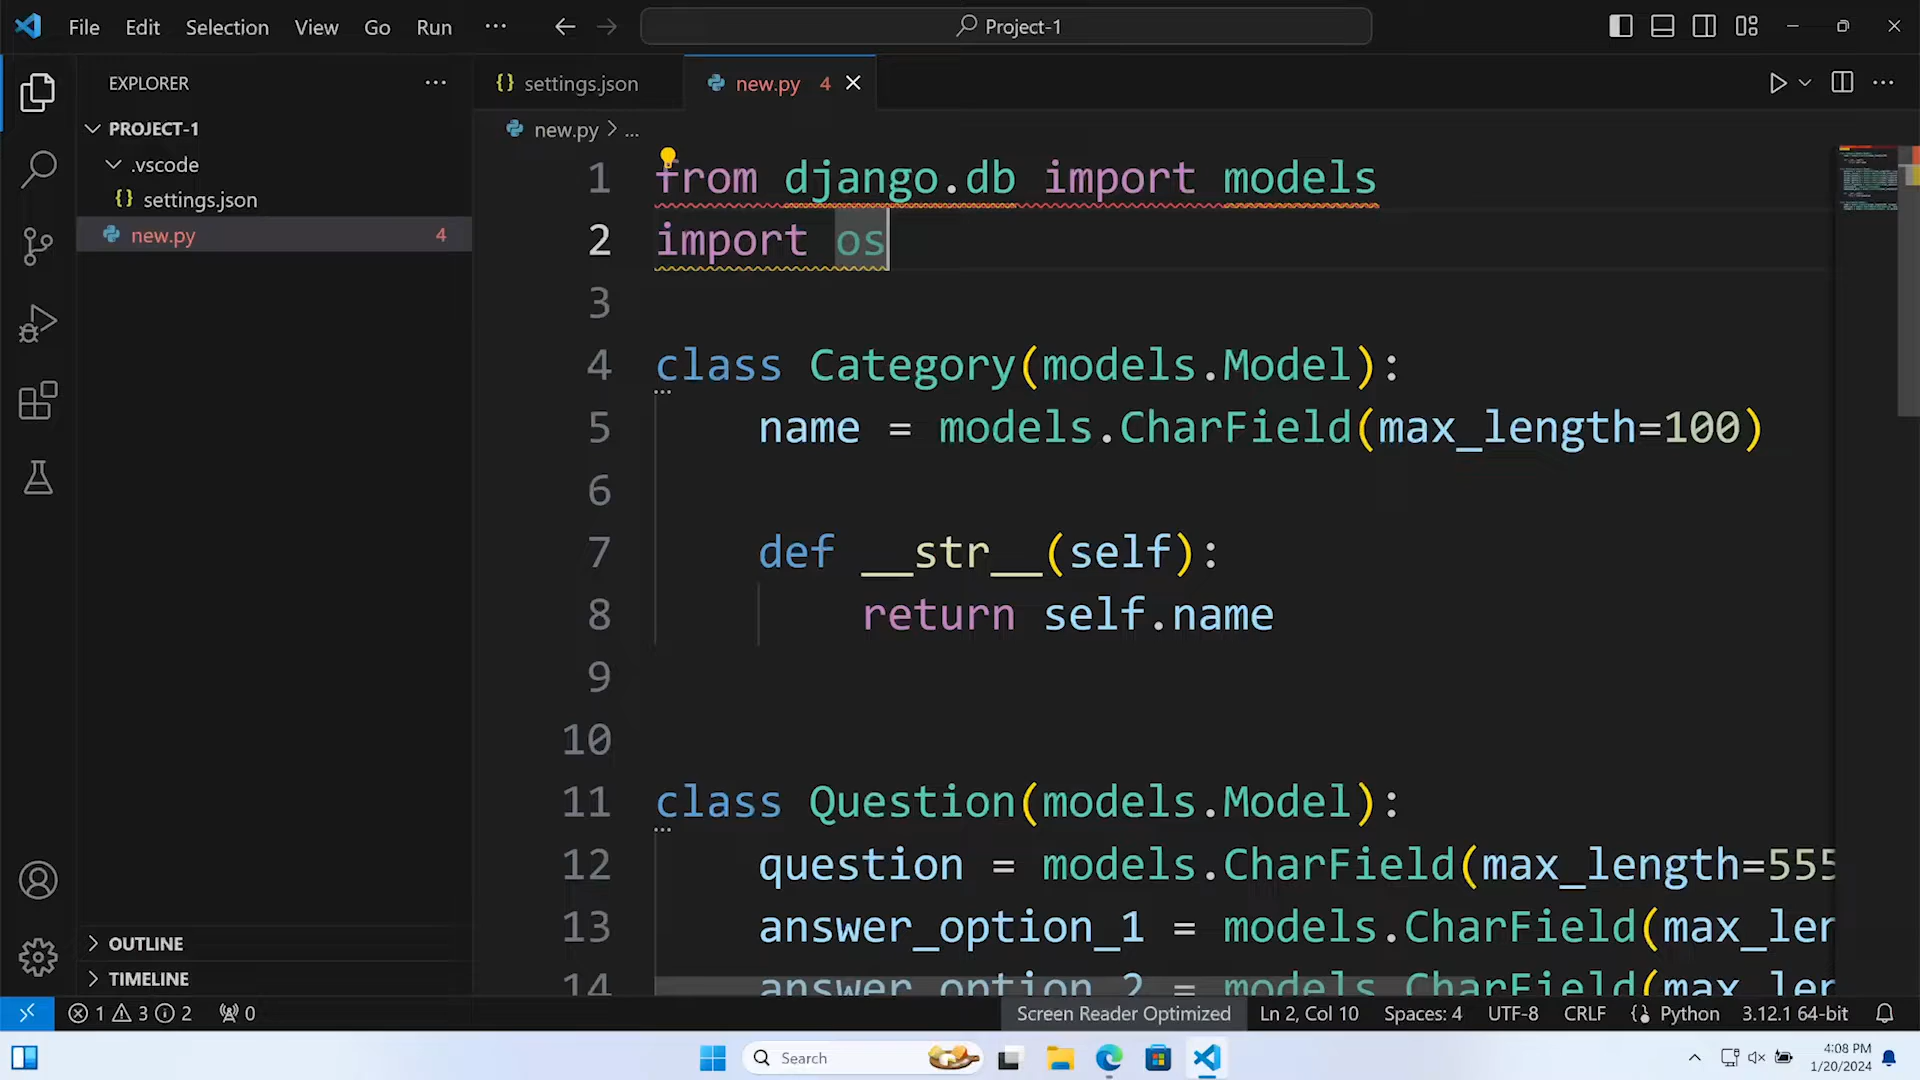 File Edit Selection View Go Run ··· Project-1
EXPLORER ···
settings.json
new.py 4
PROJECT-1
.vscode
{} settings.json
new.py 4
new.py > ...
1 from django.db import models
2 import os
3
4 class Category(models.Model):
5 name = models.CharField(max_length=100)
6
7 def __str__(self):
8 return self.name
9
10
11 class Question(models.Model):
12 question = models.CharField(max_length=555
13 answer_option_1 = models.CharField(max_ler
14 answer_option_2 = models.CharField(max_ler
OUTLINE
TIMELINE
1 3 2 0 Screen Reader Optimized Ln 2, Col 10 Spaces: 4 UTF-8 CRLF Python 3.12.1 64-bit
Search
4:08 PM
1/20/2024